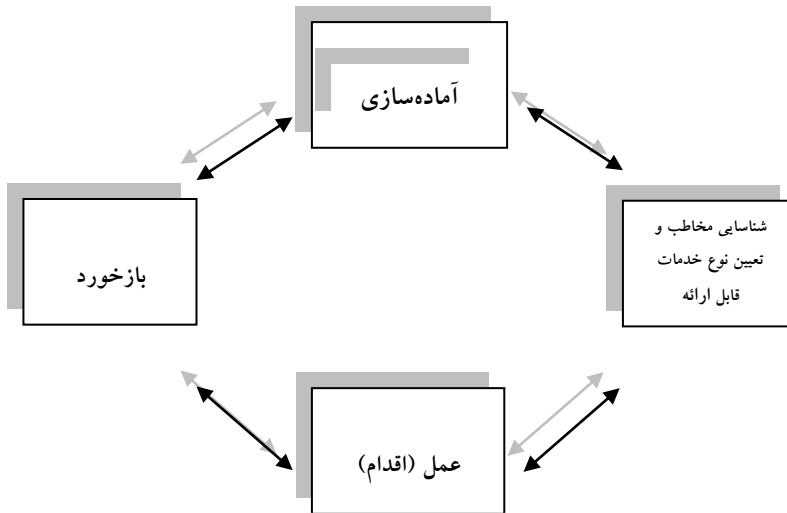 آماده‌سازی
شناسایی مخاطب و
تعیین نوع خدمات
قابل ارائه
بازخورد
عمل (اقدام)